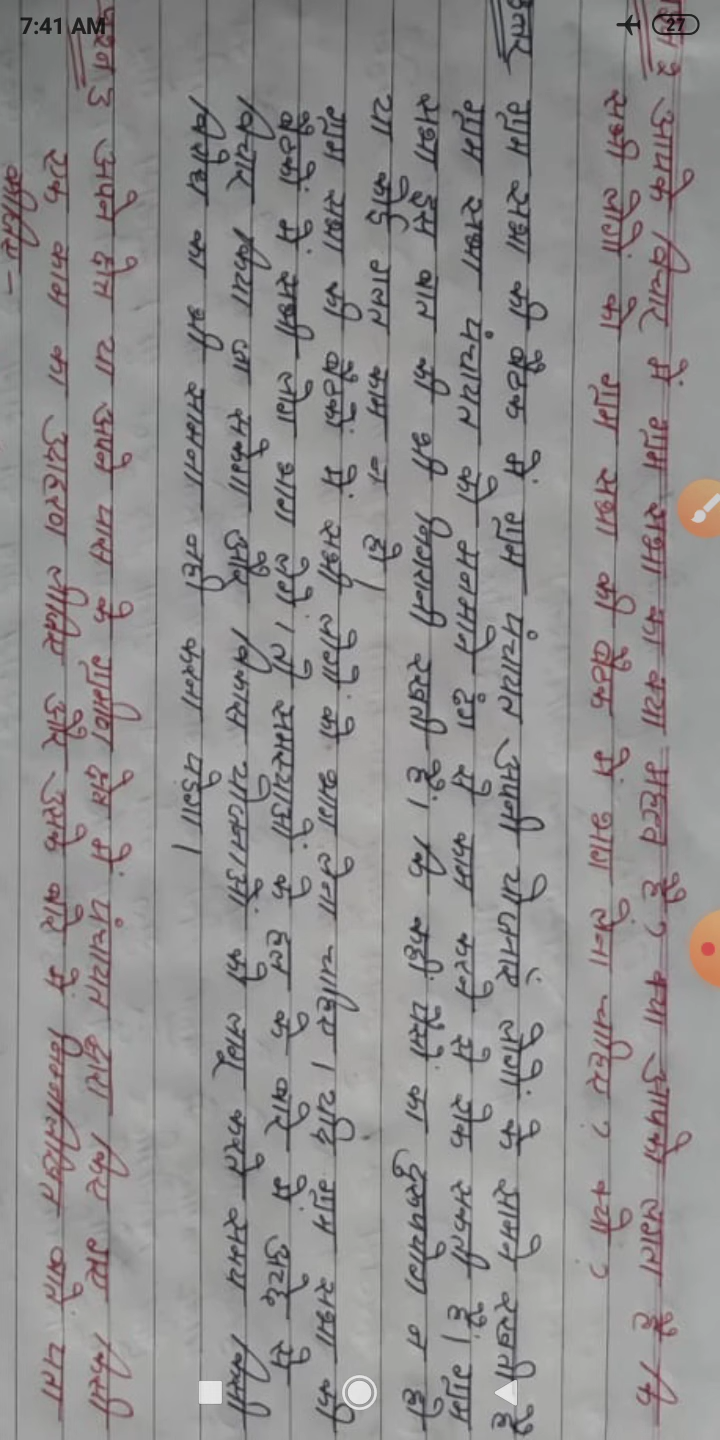 7:41 AM
27
प्रश्न 2 आपके विचार में ग्राम सभा का क्या महत्व है? क्या आपको लगता है कि
सभी लोगों को ग्राम सभा की बैठक में भाग लेना चाहिए? क्यों?
उत्तर ग्राम सभा की बैठक में ग्राम पंचायत अपनी योजनाएं लोगों के सामने रखती है
ग्राम सभा पंचायत को मनमाने ढंग से काम करने से रोक सकती है। ग्राम
सभा इस बात की भी निगरानी रखती है। कि कहीं पैसों का दुरुपयोग न हो
या कोई गलत काम न हो।
ग्राम सभा की बैठकों में सभी लोगों को भाग लेना चाहिए। यदि ग्राम सभा की
बैठकों में सभी लोग भाग लेंगे। तो समस्याओं के हल के बारे में अच्छे से
विचार किया जा सकेगा और विकास योजनाओं को लागू करते समय किसी
विरोध का भी सामना नहीं करना पड़ेगा।
प्रश्न 3 अपने क्षेत्र या अपने पास के ग्रामीण क्षेत्र में पंचायत द्वारा किए गए किसी
एक काम का उदाहरण लीजिए और उसके बारे में निम्नलिखित बातें पता
कीजिए-